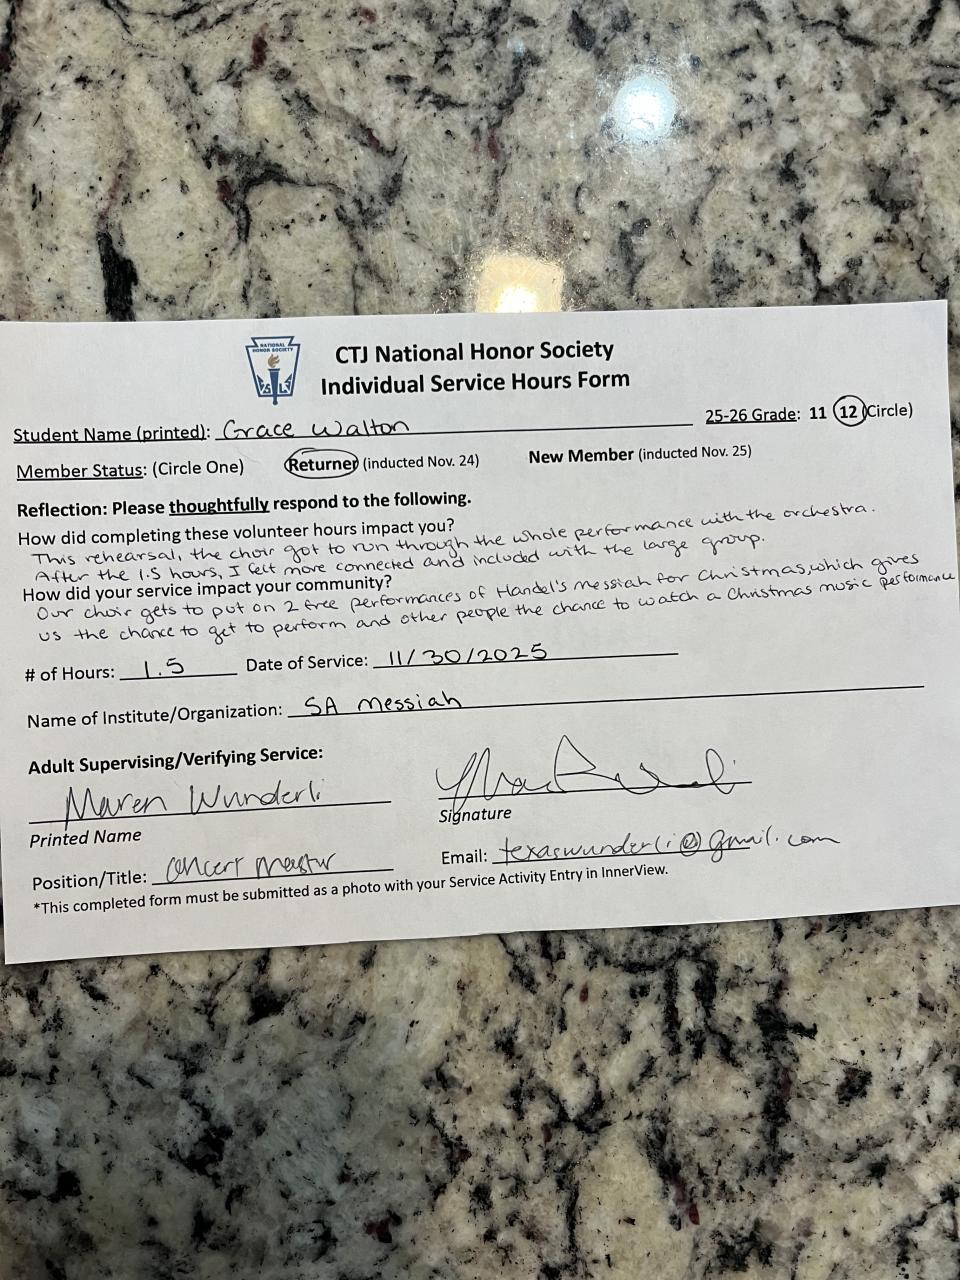 NATIONAL
HONOR SOCIETY
CTJ National Honor Society
Individual Service Hours Form
Student Name (printed): Grace Walton 25-26 Grade: 11 12 (Circle)
Member Status: (Circle One) Returner (inducted Nov. 24) New Member (inducted Nov. 25)
Reflection: Please thoughtfully respond to the following.
How did completing these volunteer hours impact you?
This rehearsal, the choir got to run through the whole performance with the orchestra.
After the 1.5 hours, I felt more connected and included with the large group.
How did your service impact your community?
Our choir gets to put on 2 free performances of Handel's messiah for Christmas, which gives
us the chance to get to perform and other people the chance to watch a Christmas music performance
# of Hours: 1.5 Date of Service: 11/30/2025
Name of Institute/Organization: SA Messiah
Adult Supervising/Verifying Service:
Maren Wunderli
Printed Name Signature
Position/Title: concert master Email: texaswunderli@gmail.com
*This completed form must be submitted as a photo with your Service Activity Entry in InnerView.